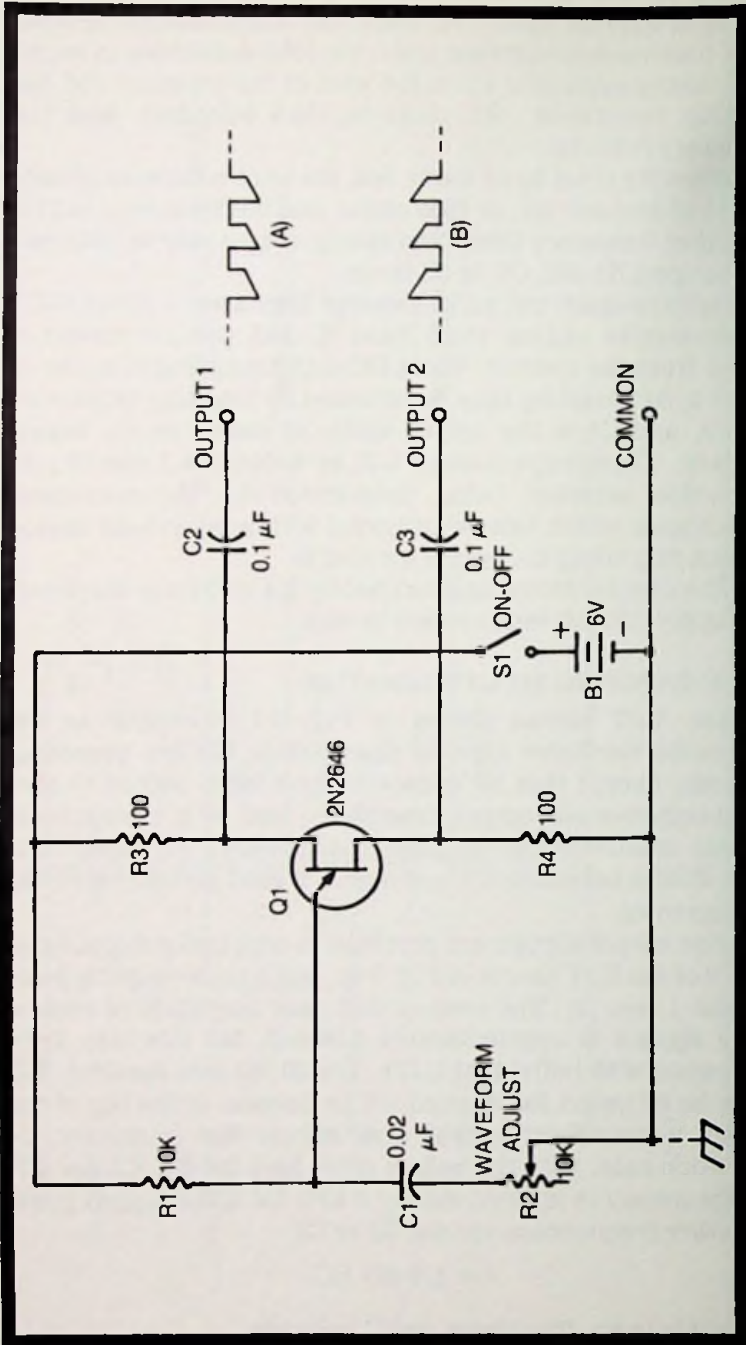 R1 10K
C1 0.02
µF
WAVEFORM
ADJUST
R2 10K
Q1
2N2646
R3 100
R4 100
C2
0.1 µF
C3
0.1 µF
S1 ON-OFF
B1 + 6V -
OUTPUT 1
OUTPUT 2
COMMON
(A)
(B)